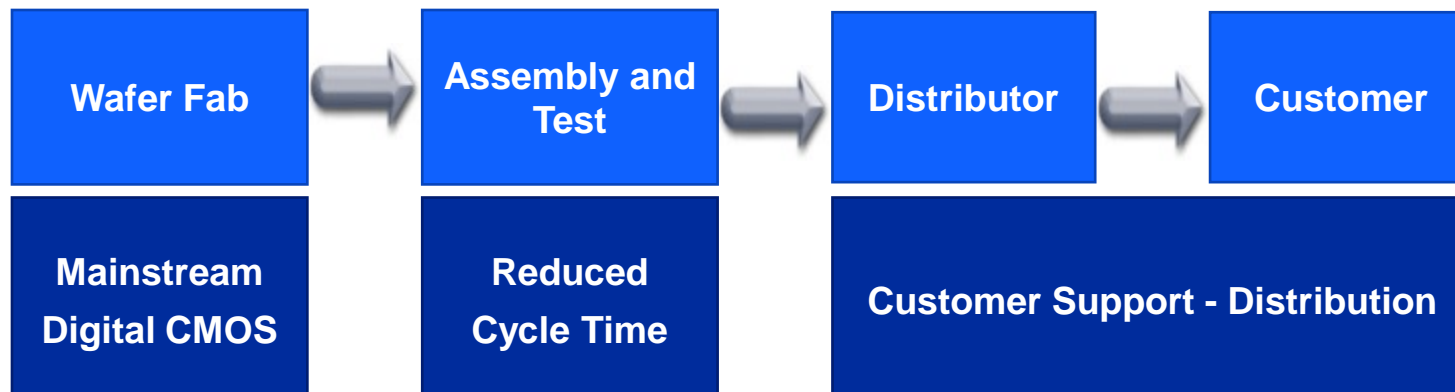 Wafer Fab
Assembly and
Test
Distributor
Customer
Mainstream
Digital CMOS
Reduced
Cycle Time
Customer Support - Distribution